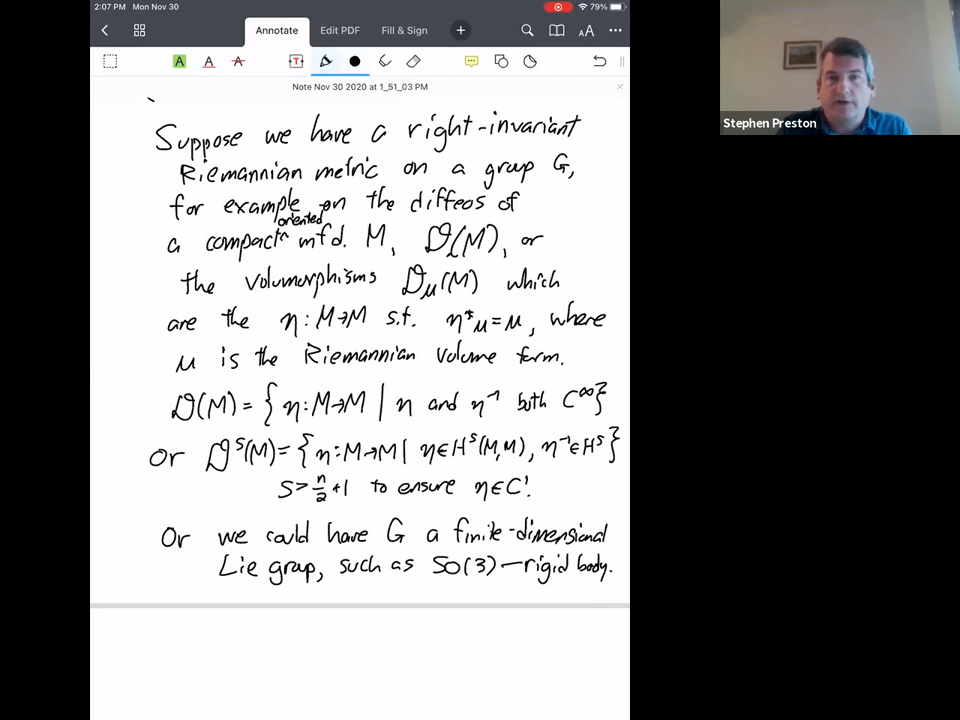 2:07 PM Mon Nov 30
79%
Annotate
Edit PDF
Fill & Sign
AA
A A A T
Note Nov 30 2020 at 1_51_03 PM
Suppose we have a right-invariant
Riemannian metric on a group G,
for example on the diffeos of
a compact oriented mfd. M, 𝒟(M), or
the volumorphisms 𝒟_μ(M) which
are the η: M→M s.t. η*μ=μ, where
μ is the Riemannian volume form.
𝒟(M) = { η: M→M | η and η⁻¹ both C^∞}
or 𝒟^s(M) = { η: M→M | η∈H^s(M,M), η⁻¹∈H^s }
s > n/2 + 1 to ensure η∈C¹.
Or we could have G a finite-dimensional
Lie group, such as SO(3) — rigid body.
Stephen Preston